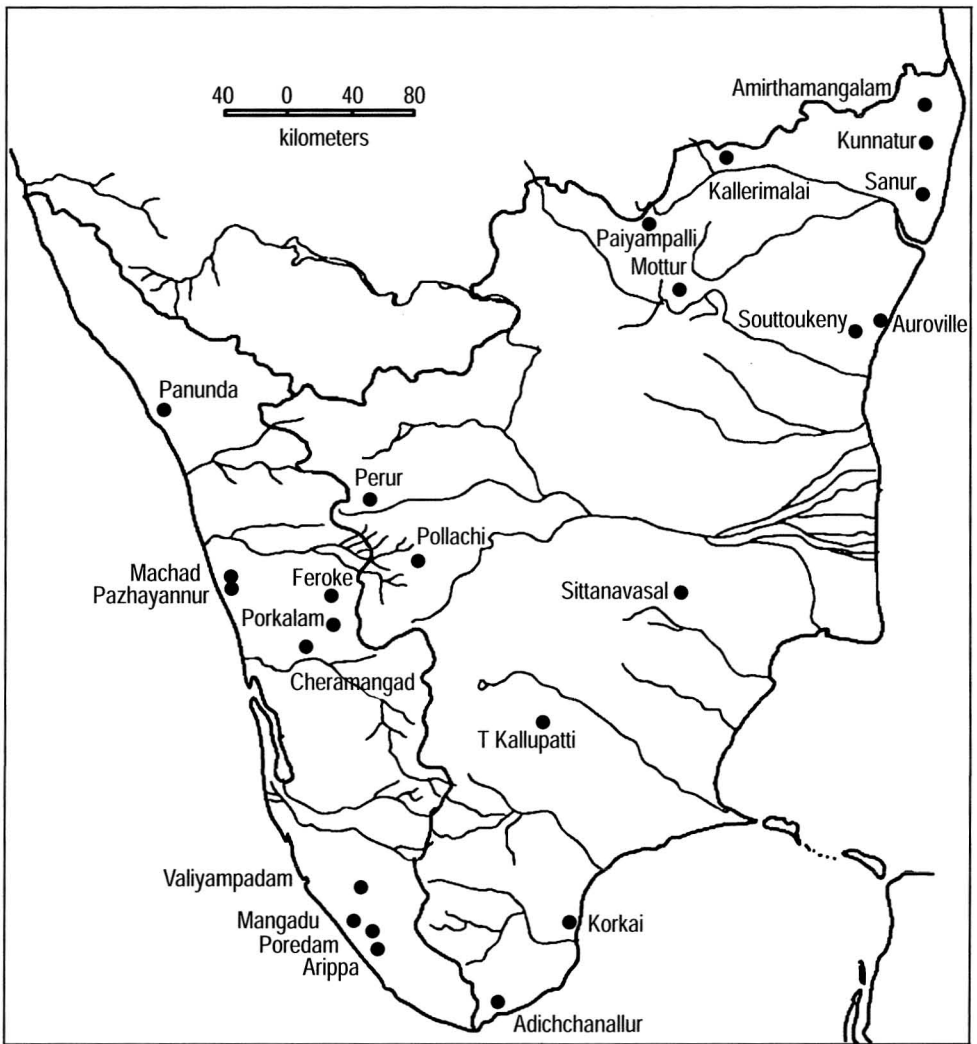 40 0 40 80
kilometers
Amirthamangalam
Kunnatur
Kallerimalai
Sanur
Paiyampalli
Mottur
Souttoukeny
Auroville
Panunda
Perur
Pollachi
Machad
Feroke
Pazhayannur
Sittanavasal
Porkalam
Cheramangad
T Kallupatti
Valiyampadam
Mangadu
Korkai
Poredam
Arippa
Adichchanallur